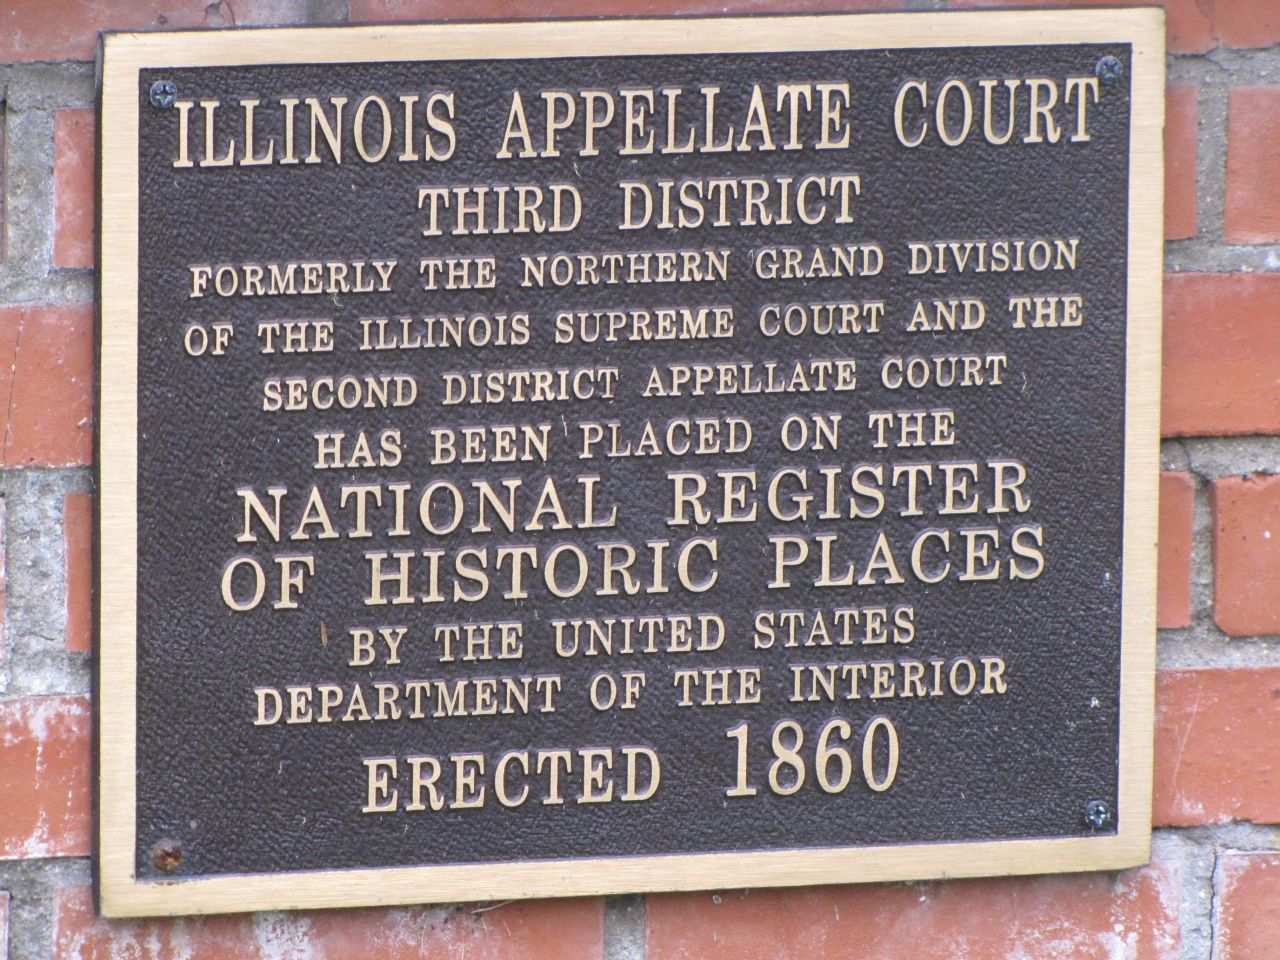 ILLINOIS APPELLATE COURT
THIRD DISTRICT
FORMERLY THE NORTHERN GRAND DIVISION
OF THE ILLINOIS SUPREME COURT AND THE
SECOND DISTRICT APPELLATE COURT
HAS BEEN PLACED ON THE
NATIONAL REGISTER
OF HISTORIC PLACES
BY THE UNITED STATES
DEPARTMENT OF THE INTERIOR
ERECTED 1860